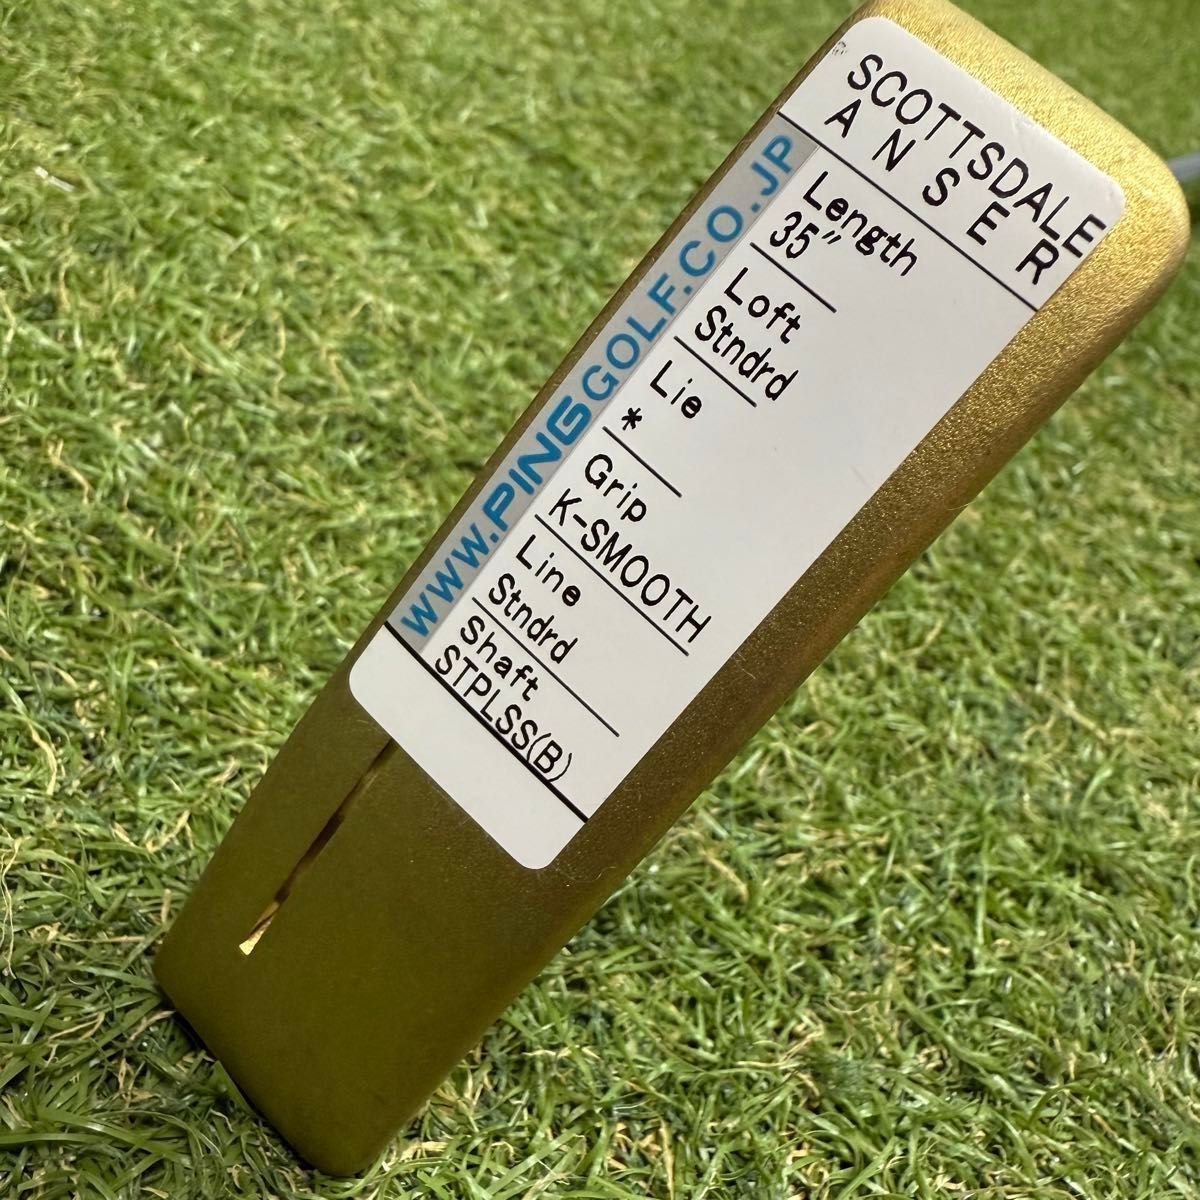 SCOTTSDALE
ANSER
WWW.PINGGOLF.CO.JP
Length
35"
Loft
Stndrd
Lie
*
Grip
K-SMOOTH
Line
Stndrd
Shaft
STPLSS(B)